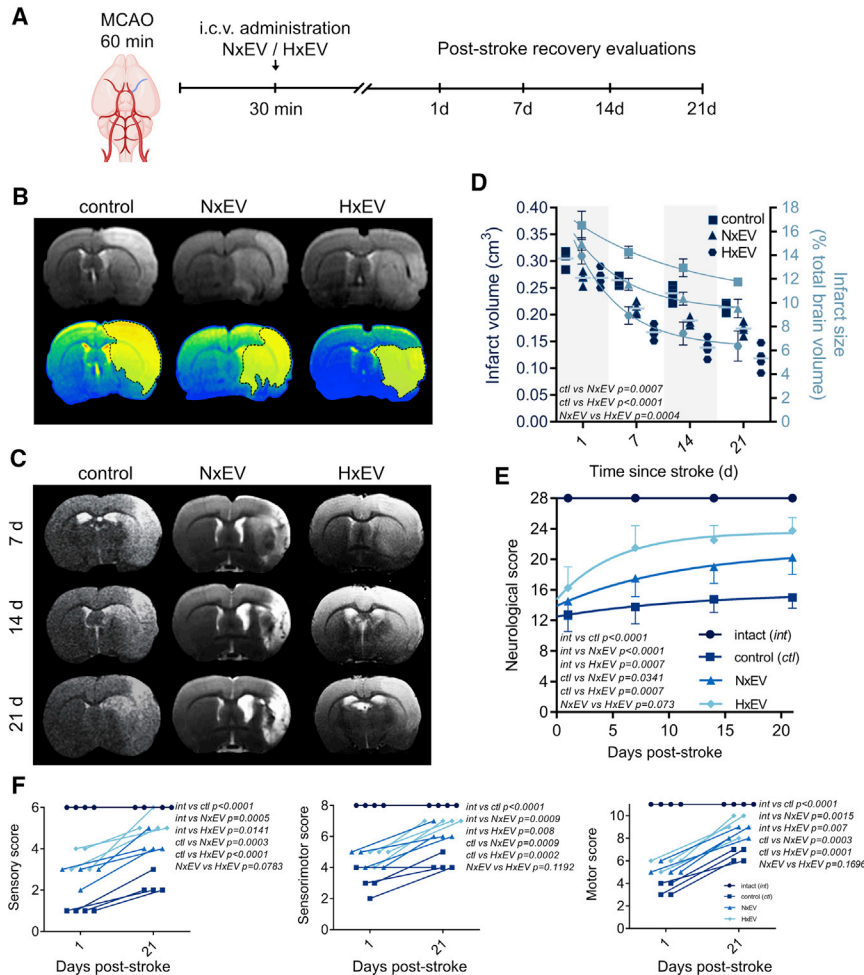 A
MCAO
60 min
i.c.v. administration
NxEV / HxEV
Post-stroke recovery evaluations
30 min
1d
7d
14d
21d
B
control
NxEV
HxEV
C
control
NxEV
HxEV
7 d
14 d
21 d
D
Infarct volume (cm3)
0.40
0.35
0.30
0.25
0.20
0.15
0.10
0.05
0.00
control
NxEV
HxEV
18
16
14
12
10
8
6
4
2
0
Infarct size
(% total brain volume)
ctl vs NxEV p=0.0007
ctl vs HxEV p<0.0001
NxEV vs HxEV p=0.0004
1
7
14
21
Time since stroke (d)
E
Neurological score
28
24
20
16
12
8
4
0
int vs ctl p<0.0001
int vs NxEV p<0.0001
int vs HxEV p=0.0007
ctl vs NxEV p=0.0341
ctl vs HxEV p=0.0007
NxEV vs HxEV p=0.073
intact (int)
control (ctl)
NxEV
HxEV
0
5
10
15
20
Days post-stroke
F
Sensory score
6
4
2
0
int vs ctl p<0.0001
int vs NxEV p=0.0005
int vs HxEV p=0.0141
ctl vs NxEV p=0.0003
ctl vs HxEV p<0.0001
NxEV vs HxEV p=0.0783
1
21
Days post-stroke
Sensorimotor score
8
6
4
2
0
int vs ctl p<0.0001
int vs NxEV p=0.0009
int vs HxEV p=0.008
ctl vs NxEV p=0.0009
ctl vs HxEV p=0.0002
NxEV vs HxEV p=0.1192
1
21
Days post-stroke
Motor score
10
8
6
4
2
0
int vs ctl p<0.0001
int vs NxEV p=0.0015
int vs HxEV p=0.007
ctl vs NxEV p=0.0003
ctl vs HxEV p=0.0001
NxEV vs HxEV p=0.1696
intact (int)
control (ctl)
NxEV
HxEV
1
21
Days post-stroke